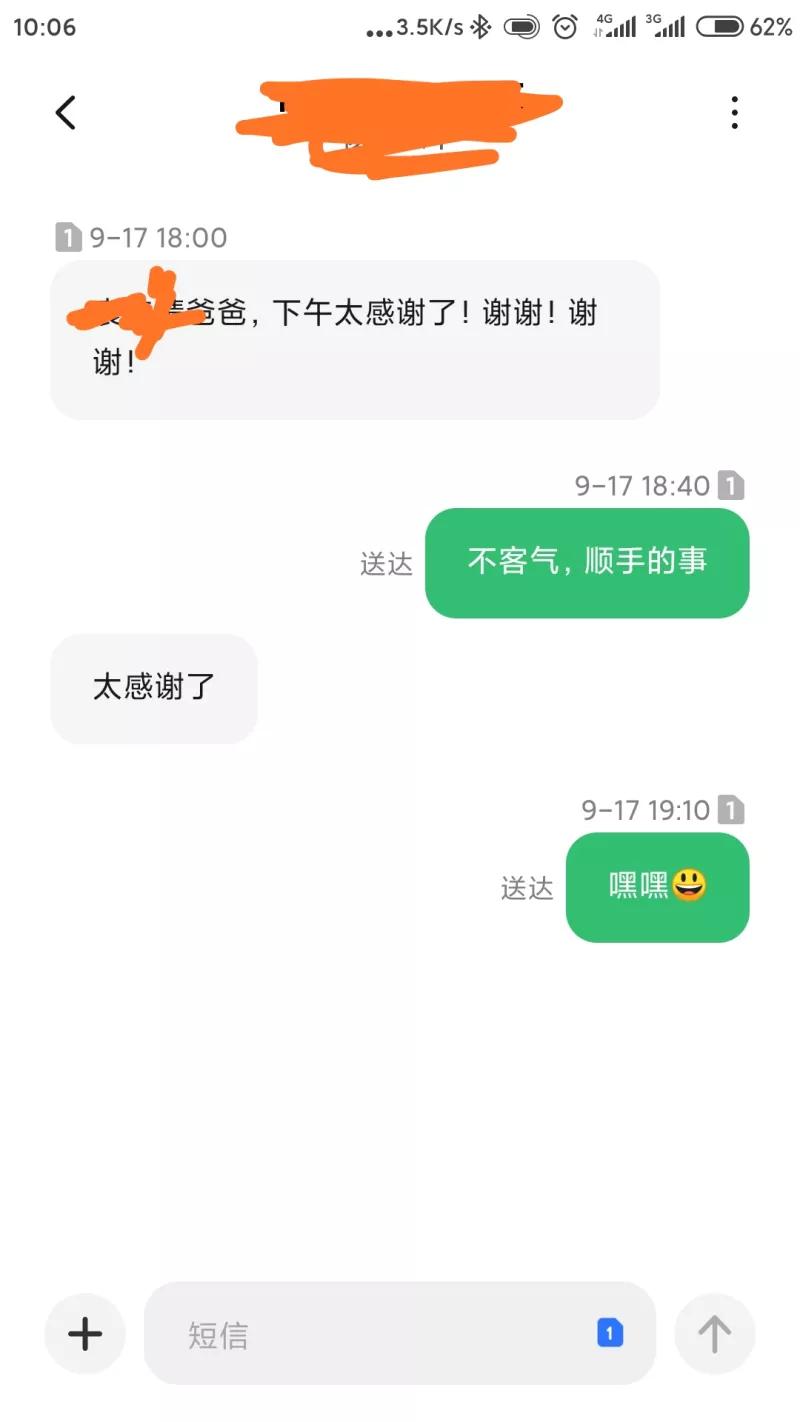 10:06
...3.5K/s 4G 3G 62%
1 9-17 18:00
爸爸，下午太感谢了！谢谢！谢
谢！
9-17 18:40 1
送达 不客气，顺手的事
太感谢了
9-17 19:10 1
送达 嘿嘿😃
短信 1